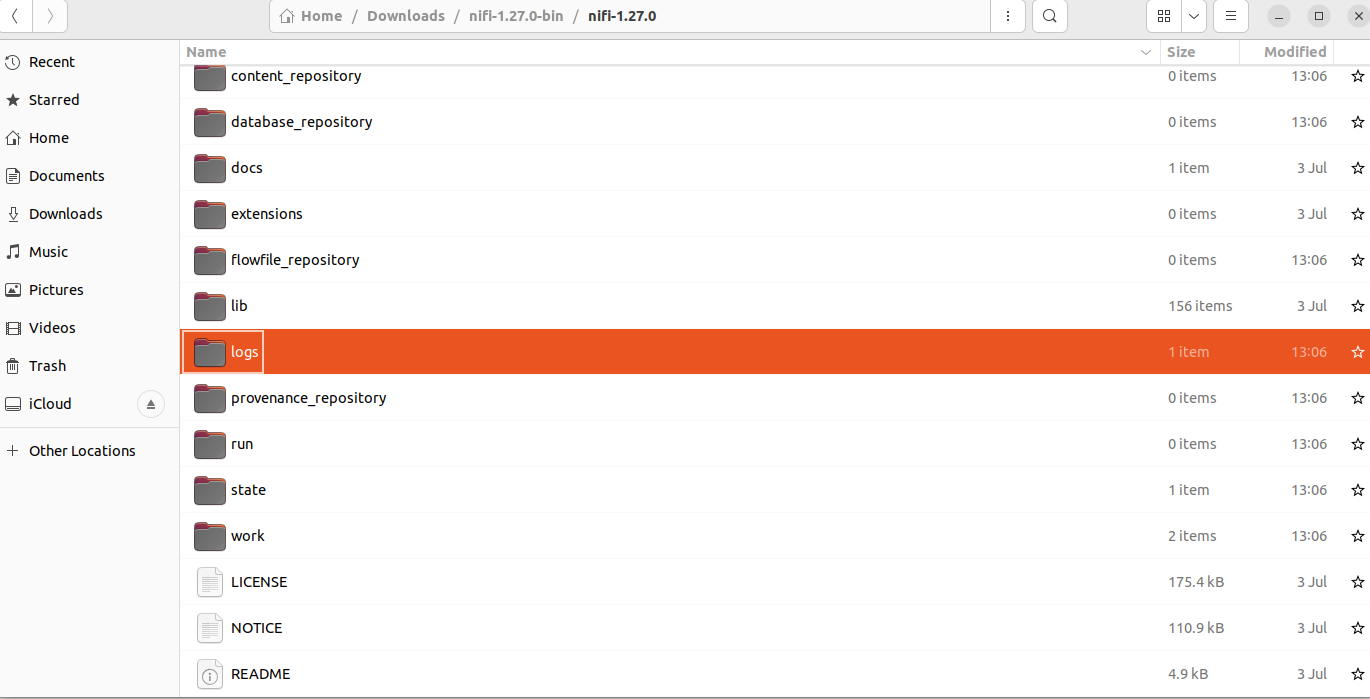 Home / Downloads / nifi-1.27.0-bin / nifi-1.27.0
Name Size Modified
Recent
Starred
Home
Documents
Downloads
Music
Pictures
Videos
Trash
iCloud
Other Locations
content_repository 0 items 13:06
database_repository 0 items 13:06
docs 1 item 3 Jul
extensions 0 items 3 Jul
flowfile_repository 0 items 13:06
lib 156 items 3 Jul
logs 1 item 13:06
provenance_repository 0 items 13:06
run 0 items 13:06
state 1 item 13:06
work 2 items 13:06
LICENSE 175.4 kB 3 Jul
NOTICE 110.9 kB 3 Jul
README 4.9 kB 3 Jul